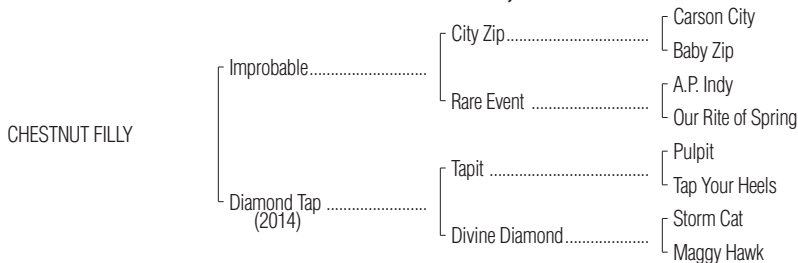 Carson City
City Zip
Baby Zip
Improbable
A.P. Indy
Rare Event
Our Rite of Spring
CHESTNUT FILLY
Pulpit
Tapit
Tap Your Heels
Diamond Tap
(2014)
Storm Cat
Divine Diamond
Maggy Hawk